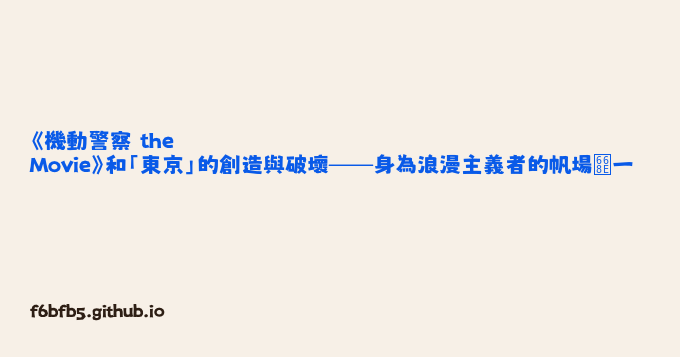 《機動警察 the
Movie》和「東京」的創造與破壞——身為浪漫主義者的帆場暎一
f6bfb5.github.io